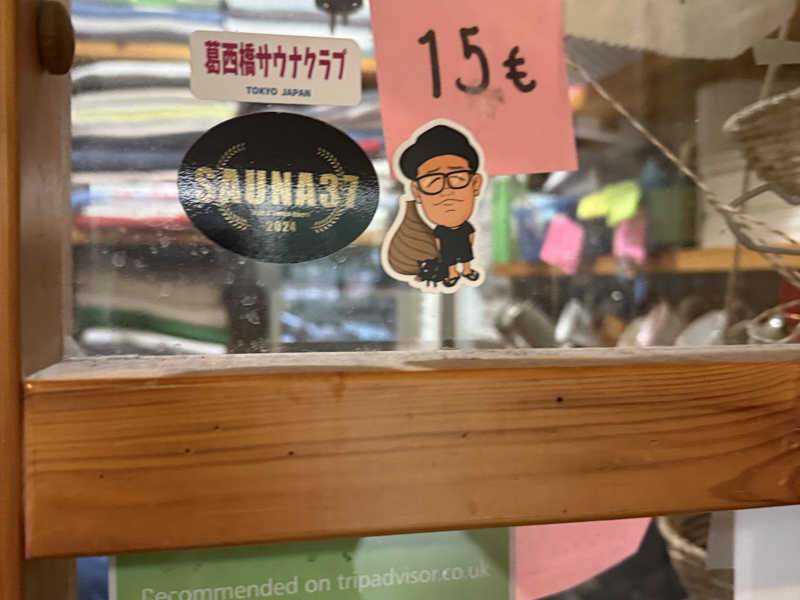 葛西橋サウナクラブ
TOKYO JAPAN
15€
SAUNA37
2024
Recommended on tripadvisor.co.uk